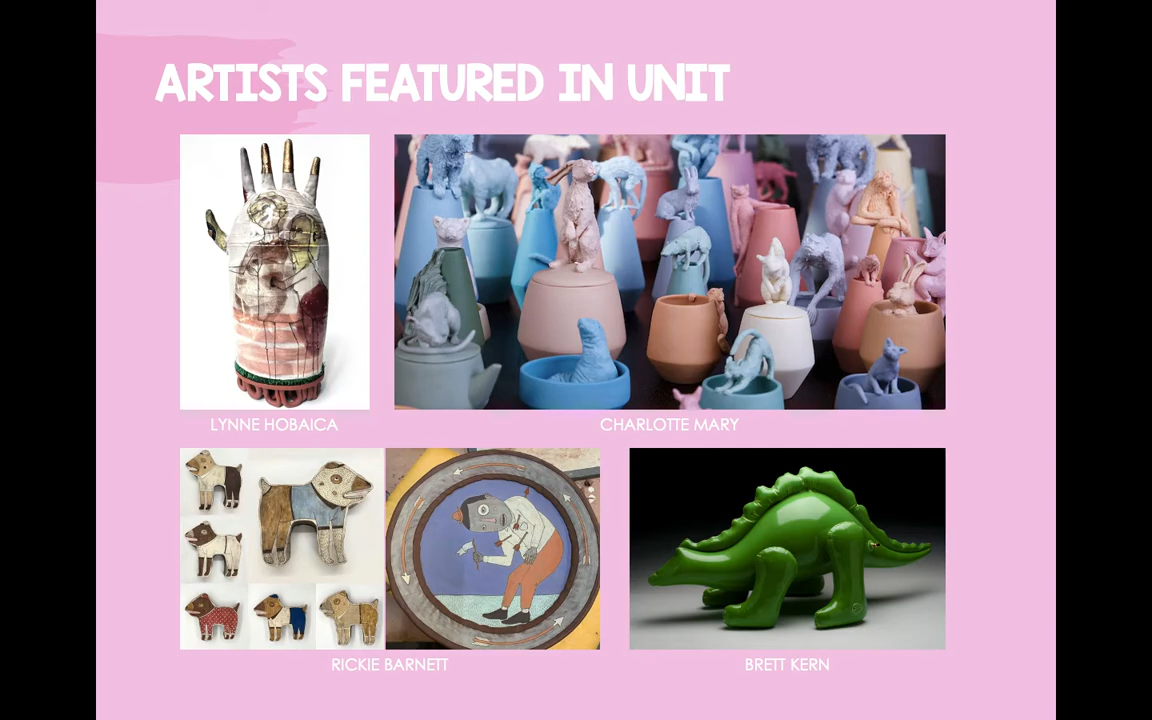 ARTISTS FEATURED IN UNIT
LYNNE HOBAICA
CHARLOTTE MARY
RICKIE BARNETT
BRETT KERN